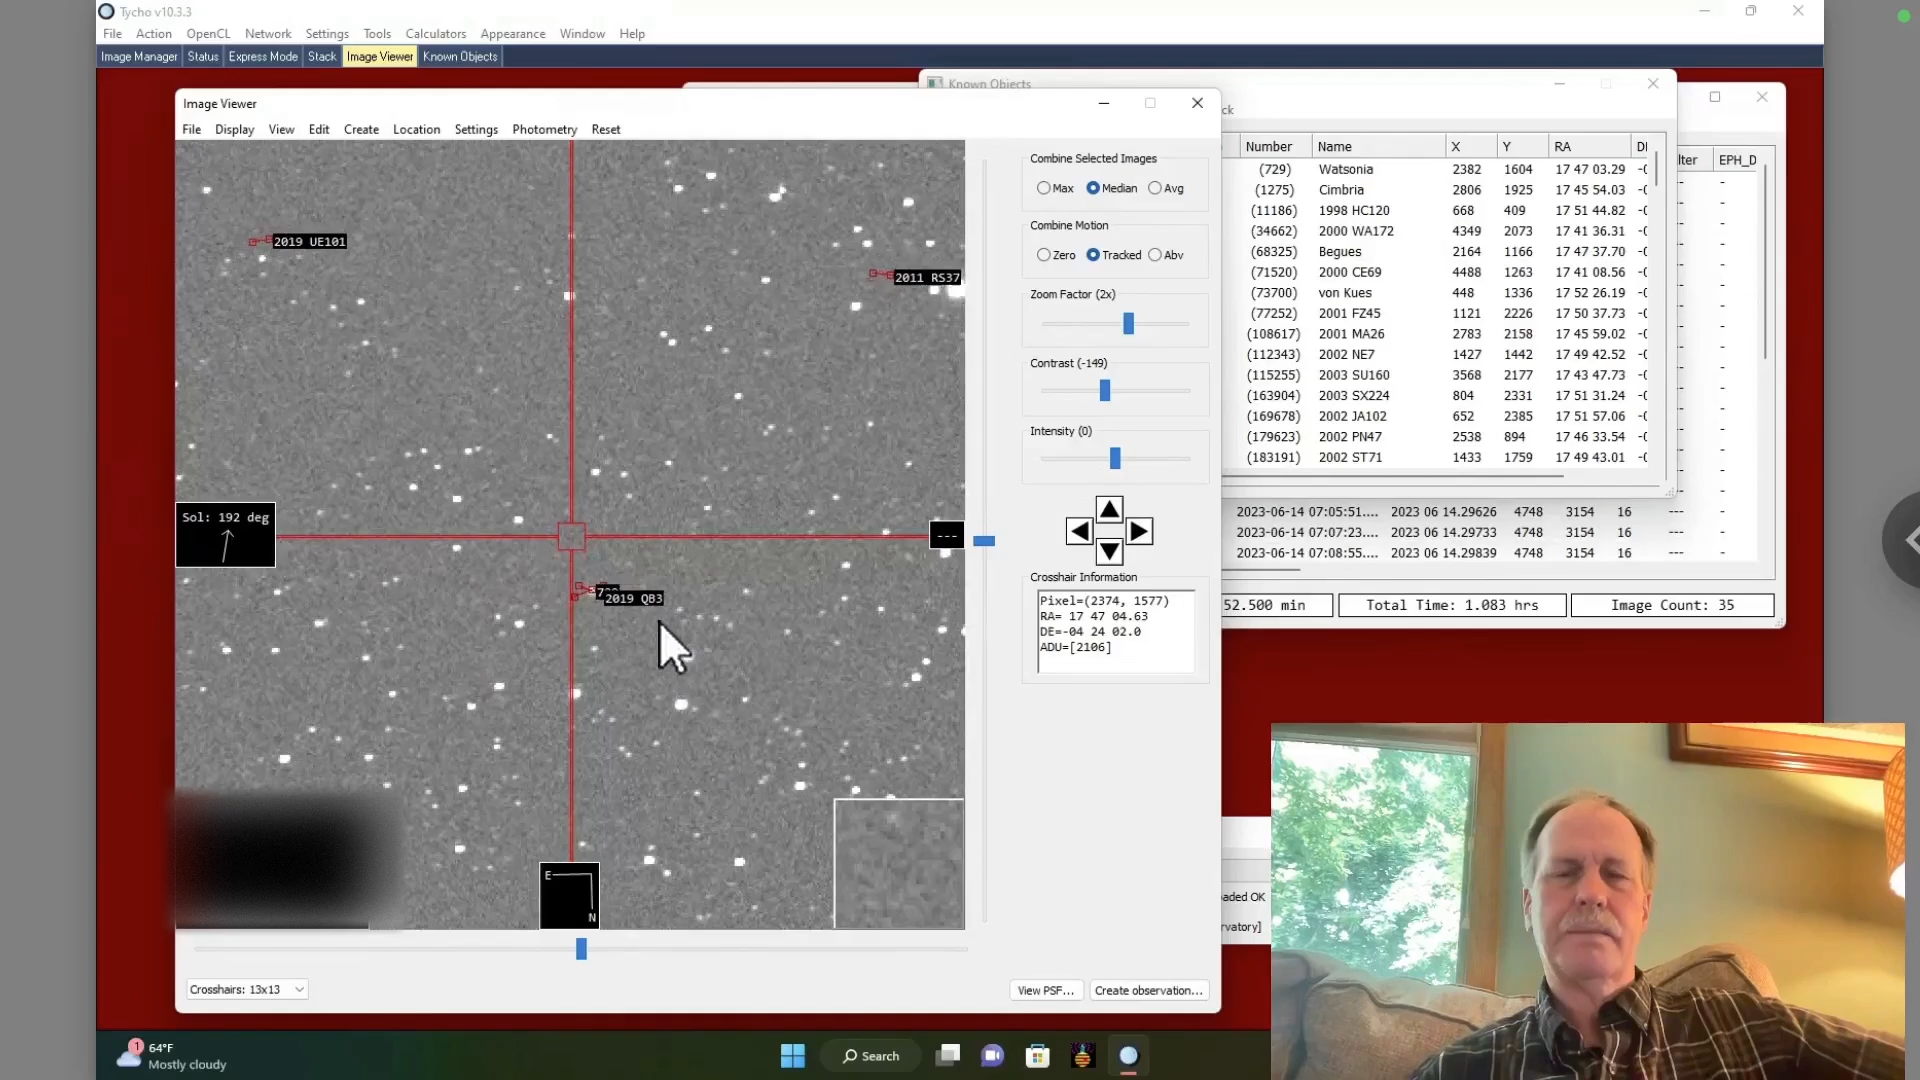 Tycho v10.3.3
File Action OpenCL Network Settings Tools Calculators Appearance Window Help
Image Manager Status Express Mode Stack Image Viewer Known Objects
Known Objects
Image Viewer
File Display View Edit Create Location Settings Photometry Reset
Combine Selected Images
Max Median Avg
Combine Motion
Zero Tracked Abv
Zoom Factor (2x)
Contrast (-149)
Intensity (0)
Crosshair Information
Pixel=(2374, 1577)
RA= 17 47 04.63
DE=-04 24 02.0
ADU=[2106]
2019 UE101
2011 RS37
Sol: 192 deg
---
2019 QB3
E
N
Crosshairs: 13x13
View PSF...
Create observation...
Number Name X Y RA
(729) Watsonia 2382 1604 17 47 03.29
(1275) Cimbria 2806 1925 17 45 54.03
(11186) 1998 HC120 668 409 17 51 44.82
(34662) 2000 WA172 4349 2073 17 41 36.31
(68325) Begues 2164 1166 17 47 37.70
(71520) 2000 CE69 4488 1263 17 41 08.56
(73700) von Kues 448 1336 17 52 26.19
(77252) 2001 FZ45 1121 2226 17 50 37.73
(108617) 2001 MA26 2783 2158 17 45 59.02
(112343) 2002 NE7 1427 1442 17 49 42.52
(115255) 2003 SU160 3568 2177 17 43 47.73
(163904) 2003 SX224 804 2331 17 51 31.24
(169678) 2002 JA102 652 2385 17 51 57.06
(179623) 2002 PN47 2538 894 17 46 33.54
(183191) 2002 ST71 1433 1759 17 49 43.01
EPH_D
2023-06-14 07:05:51.... 2023 06 14.29626 4748 3154 16 --- -
2023-06-14 07:07:23.... 2023 06 14.29733 4748 3154 16 --- -
2023-06-14 07:08:55.... 2023 06 14.29839 4748 3154 16 --- -
52.500 min
Total Time: 1.083 hrs
Image Count: 35
OK
1
64°F
Mostly cloudy
Search